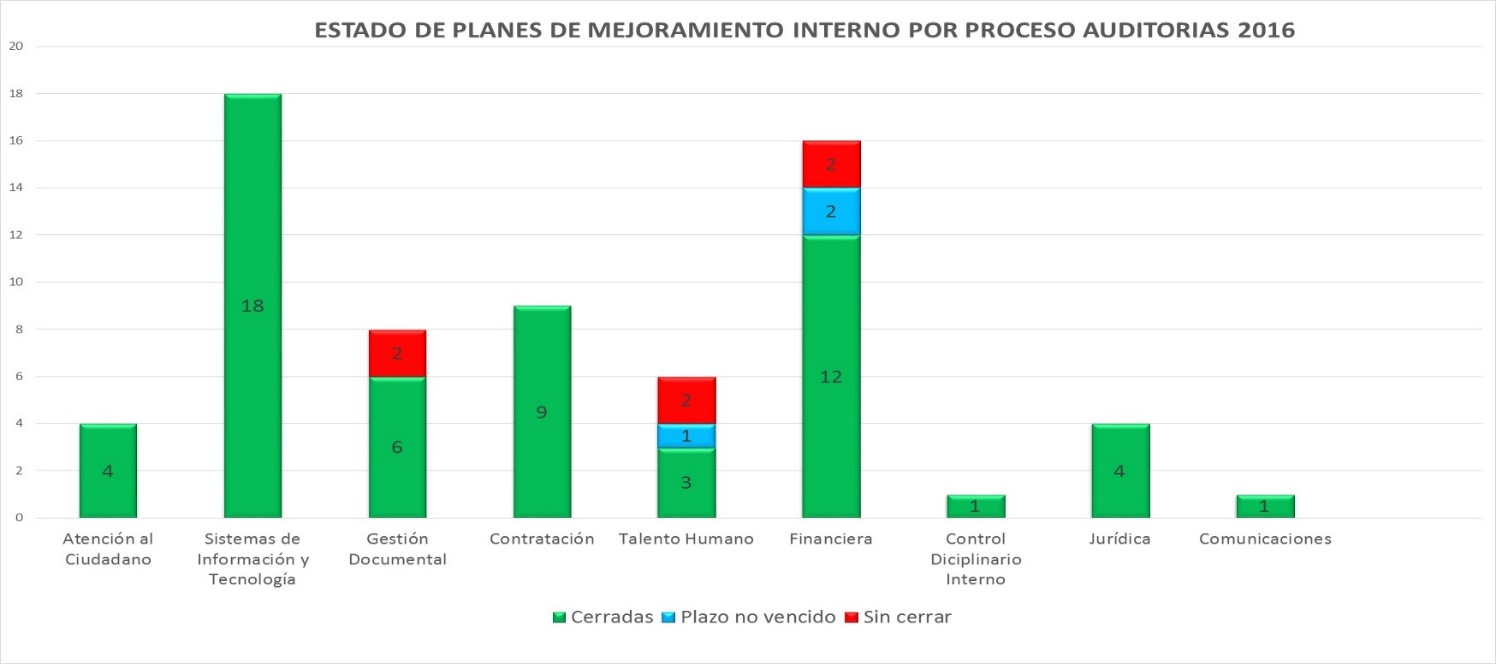 ESTADO DE PLANES DE MEJORAMIENTO INTERNO POR PROCESO AUDITORIAS 2016
20
18
16
14
12
10
8
6
4
2
0
4
18
2
6
9
2
1
3
2
2
12
1
4
1
Atención al
Ciudadano
Sistemas de
Información y
Tecnología
Gestión
Documental
Contratación
Talento Humano
Financiera
Control
Diciplinario
Interno
Jurídica
Comunicaciones
Cerradas
Plazo no vencido
Sin cerrar